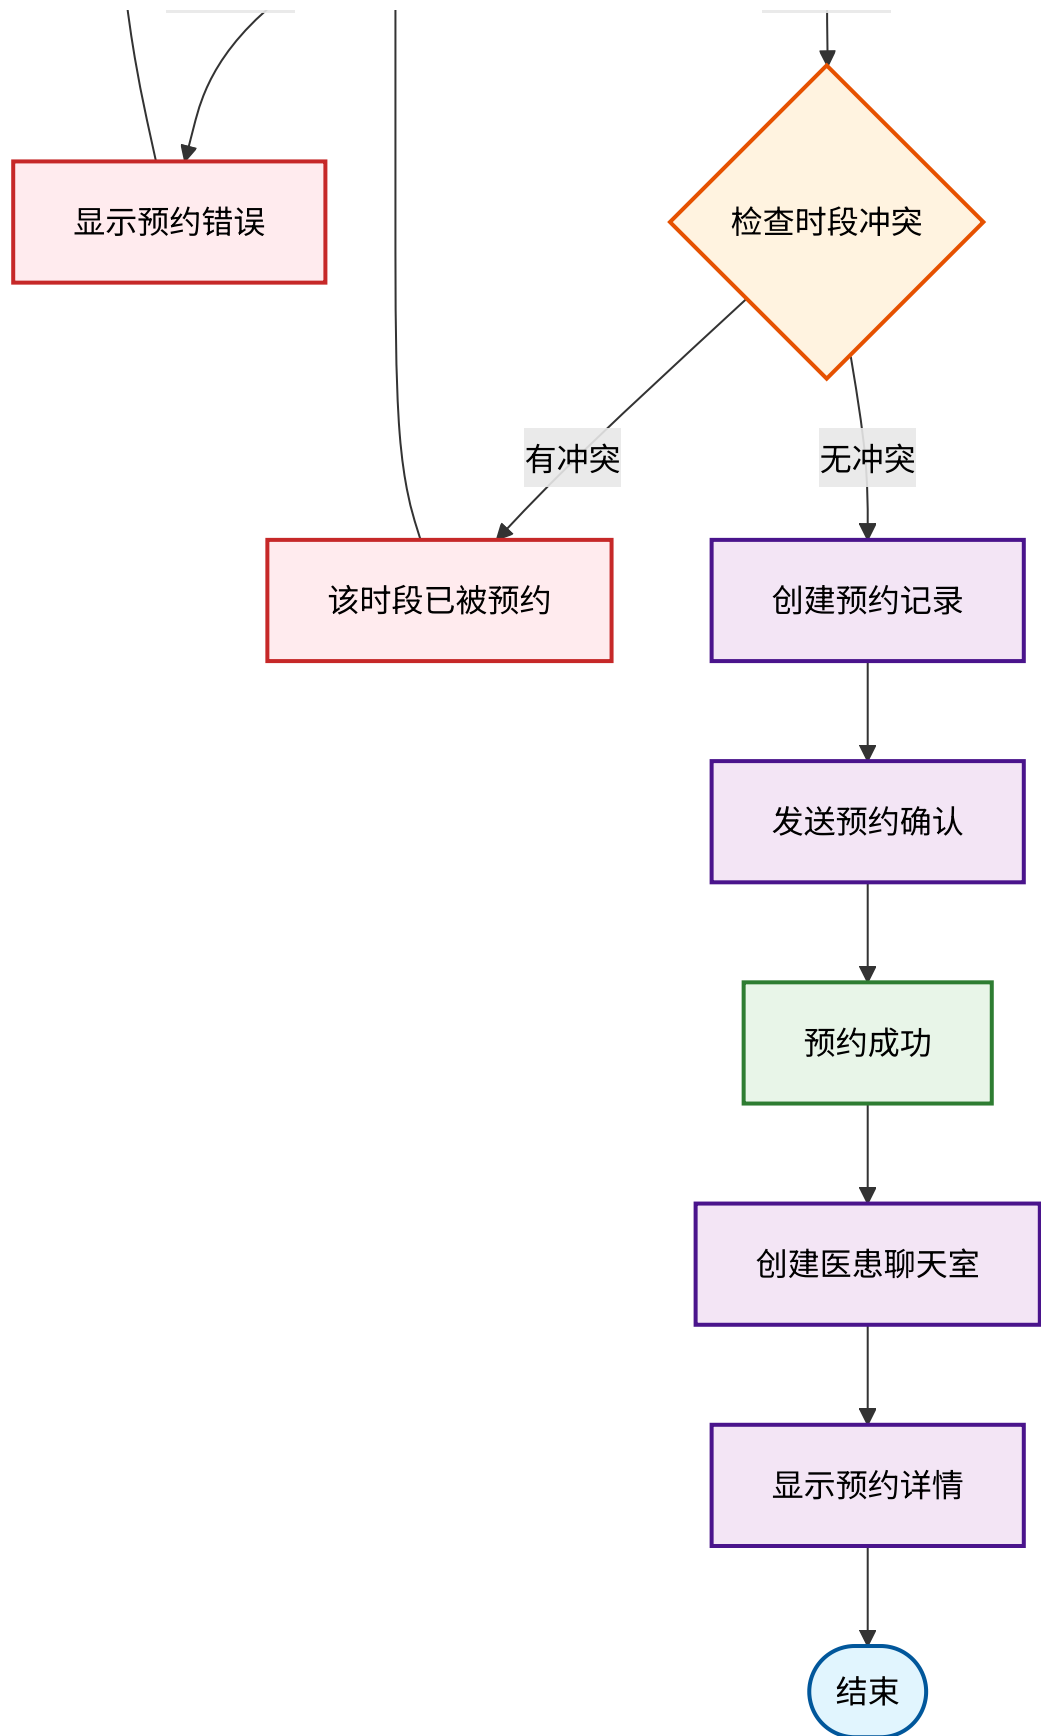 显示预约错误
检查时段冲突
有冲突
无冲突
该时段已被预约
创建预约记录
发送预约确认
预约成功
创建医患聊天室
显示预约详情
结束